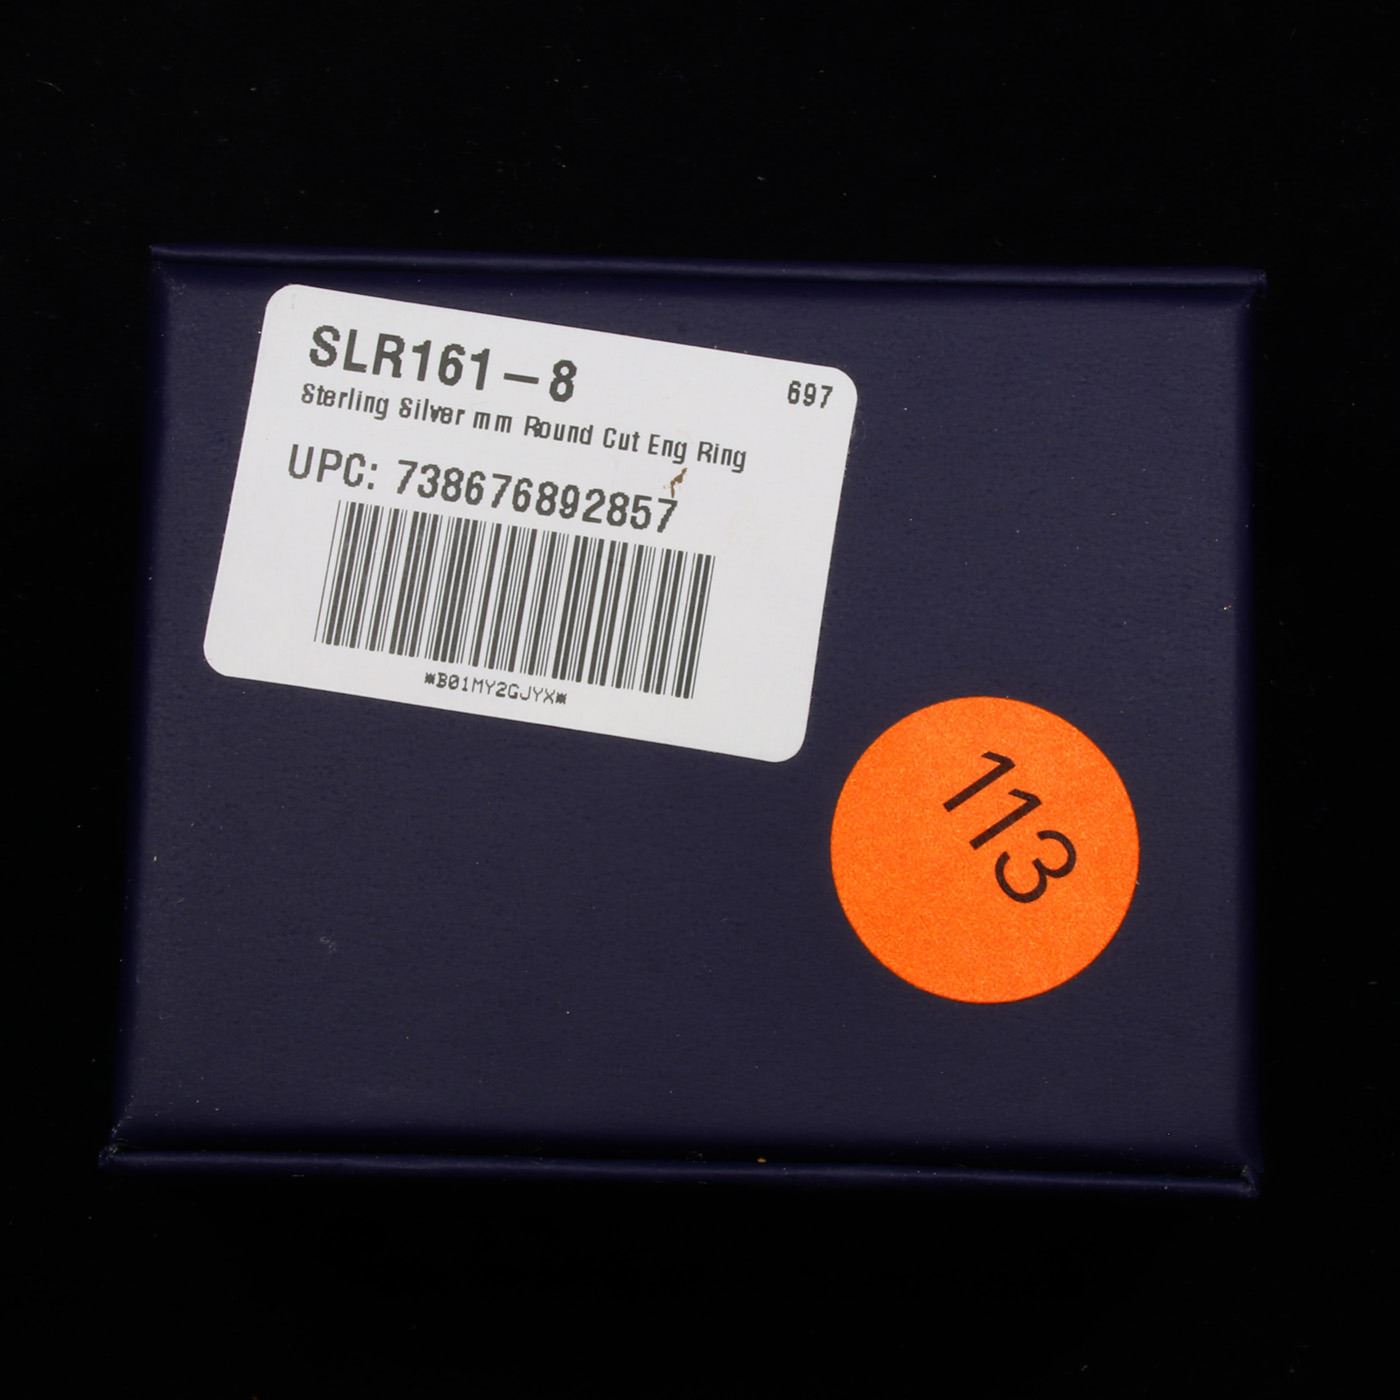 SLR161-8
697
Sterling Silver mm Round Cut Eng Ring
UPC: 738676892857
*B01MY2GJYX*
113